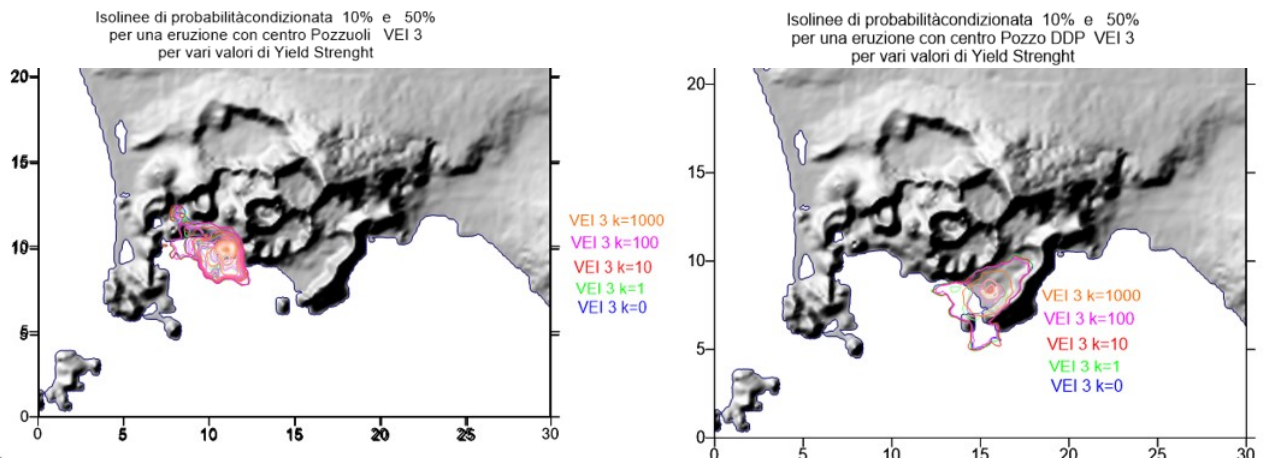 Isolinee di probabilitàcondizionata 10% e 50%
per una eruzione con centro Pozzuoli VEI 3
per vari valori di Yield Strenght
20
15
10
5
0
0 5 10 15 20 25 30
VEI 3 k=1000
VEI 3 k=100
VEI 3 k=10
VEI 3 k=1
VEI 3 k=0
Isolinee di probabilitàcondizionata 10% e 50%
per una eruzione con centro Pozzo DDP VEI 3
per vari valori di Yield Strenght
20
15
10
5
0
0 5 10 15 20 25 30
VEI 3 k=1000
VEI 3 k=100
VEI 3 k=10
VEI 3 k=1
VEI 3 k=0